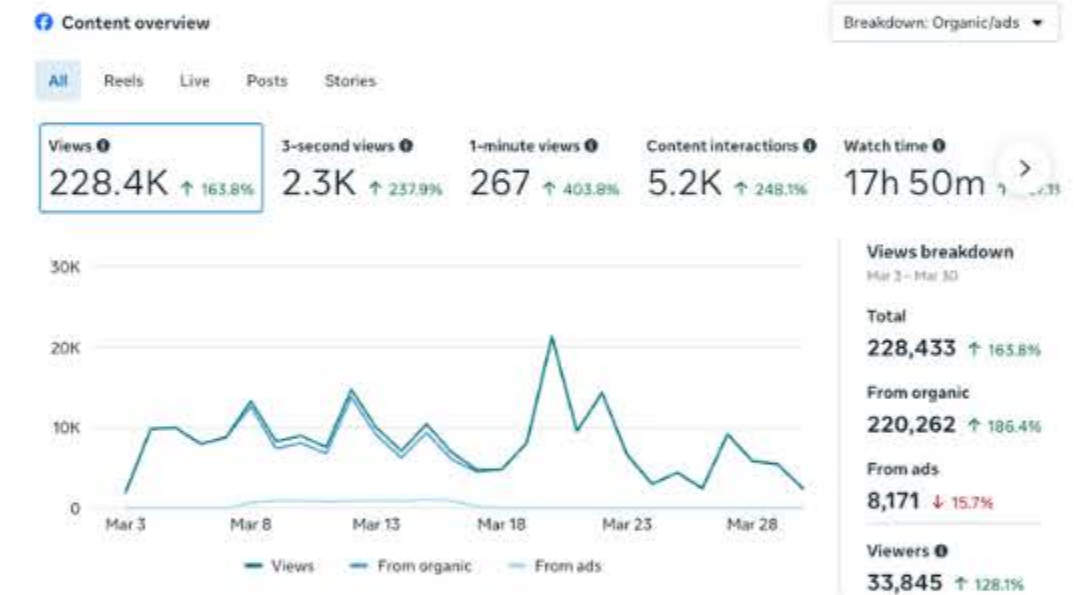 Content overview
Breakdown: Organic/ads
All Reels Live Posts Stories
Views 3-second views 1-minute views Content interactions Watch time
228.4K ↑ 163.8% 2.3K ↑ 237.9% 267 ↑ 403.8% 5.2K ↑ 248.1% 17h 50m
30K
20K
10K
0
Mar 3 Mar 8 Mar 13 Mar 18 Mar 23 Mar 28
Views From organic From ads
Views breakdown
Mar 3 – Mar 30
Total
228,433 ↑ 163.8%
From organic
220,262 ↑ 186.4%
From ads
8,171 ↓ 15.7%
Viewers
33,845 ↑ 128.1%